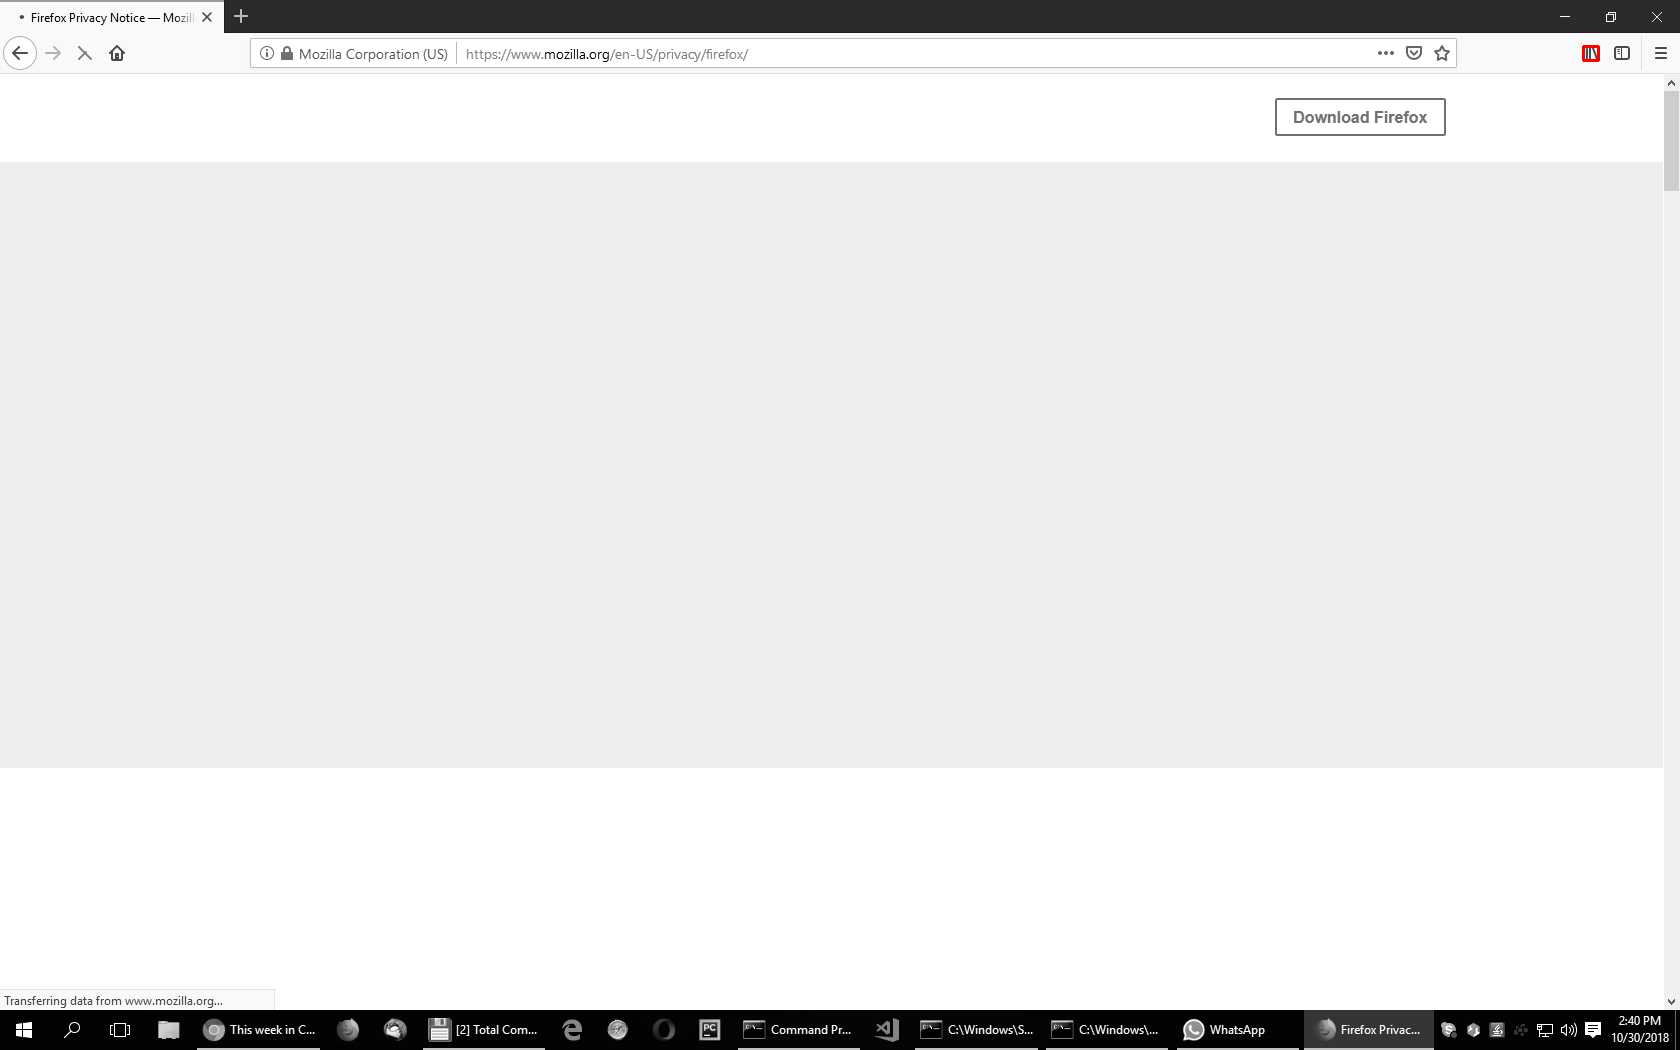 Firefox Privacy Notice — Mozil
Mozilla Corporation (US)
https://www.mozilla.org/en-US/privacy/firefox/
Download Firefox
Transferring data from www.mozilla.org...
This week in C...
[2] Total Com...
PC
Command Pr...
C:\Windows\S...
C:\Windows\...
WhatsApp
Firefox Privac...
2:40 PM
10/30/2018